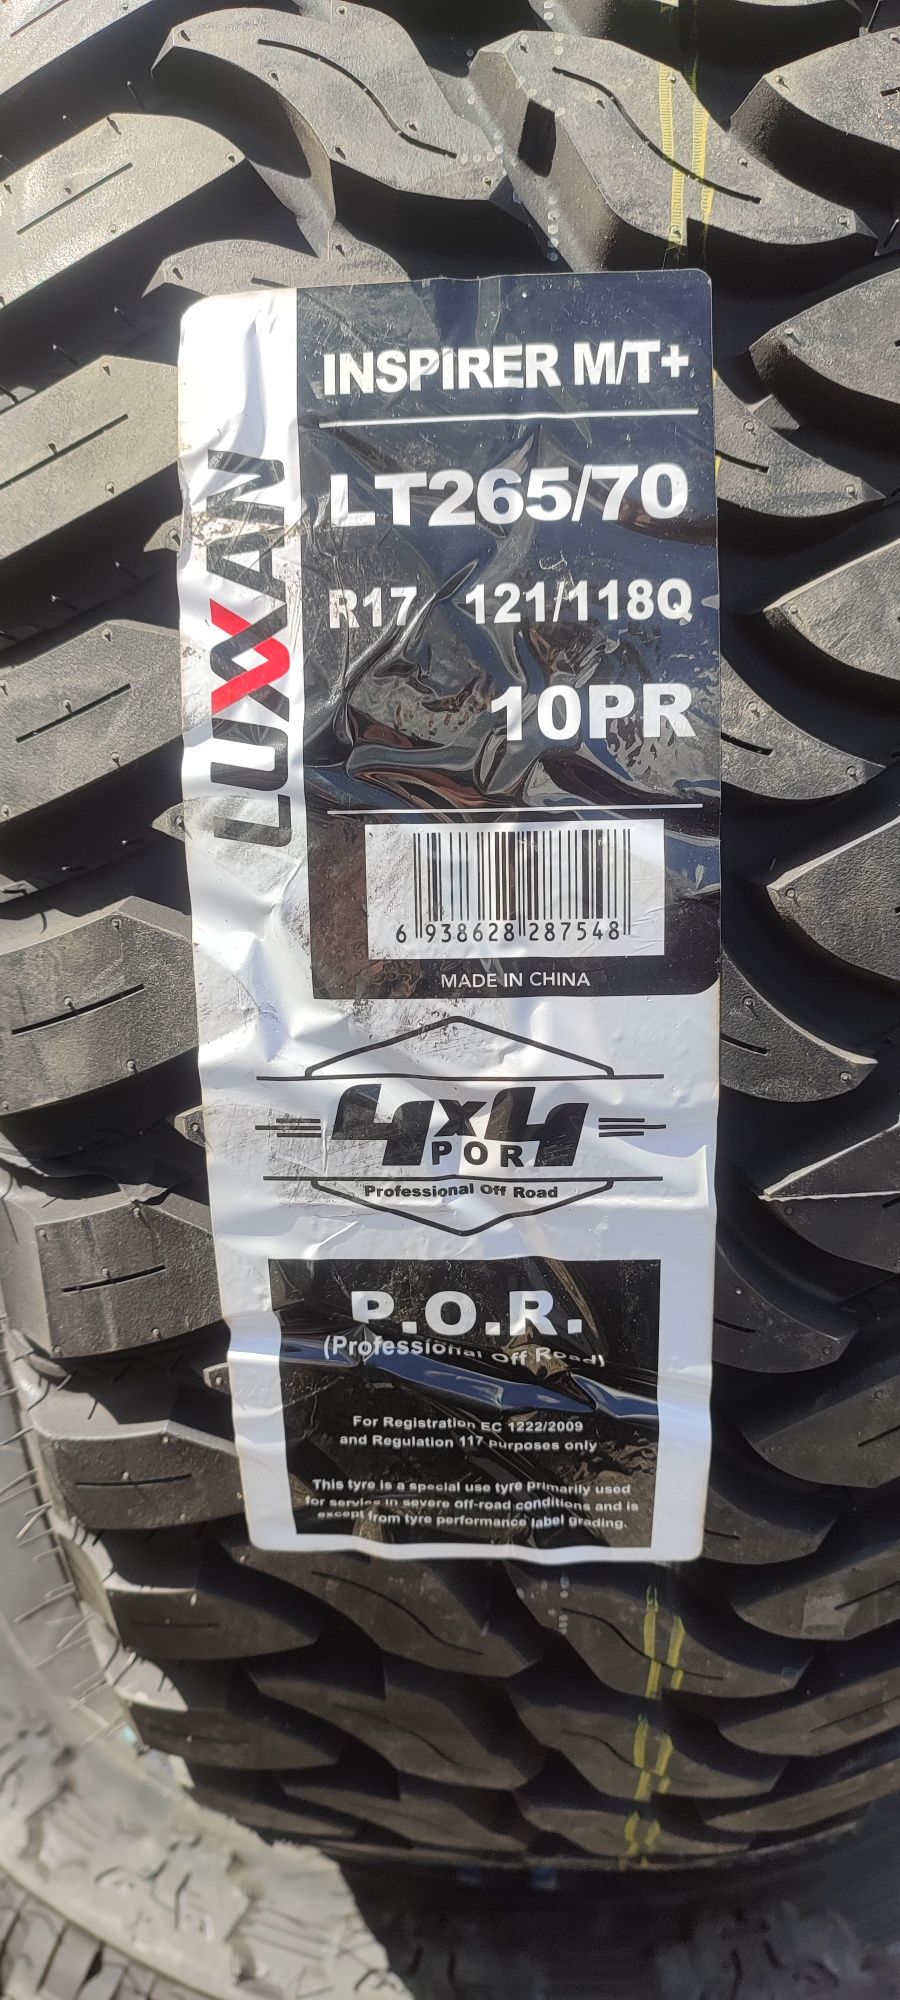 LUXXAN
INSPIRER M/T+
LT265/70
R17 121/118Q
10PR
6 938628 287548
MADE IN CHINA
4x4
POR
Professional Off Road
P.O.R.
(Professional Off Road)
For Registration EC 1222/2009
and Regulation 117 purposes only
This tyre is a special use tyre Primarily used
for service in severe off-road conditions and is
except from tyre performance label grading.